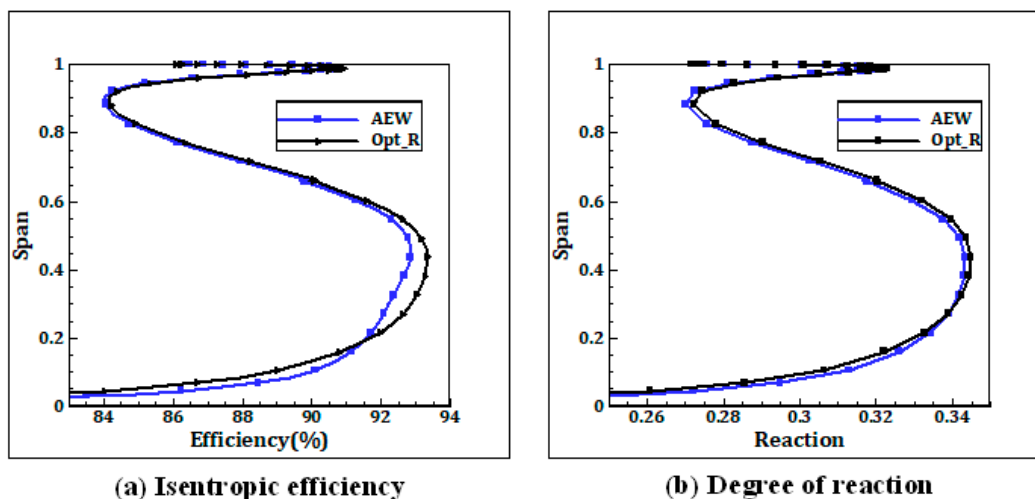 1
0.8
0.6
0.4
0.2
0
Span
AEW
Opt_R
84 86 88 90 92 94
Efficiency(%)
(a) Isentropic efficiency
1
0.8
0.6
0.4
0.2
0
Span
AEW
Opt_R
0.26 0.28 0.3 0.32 0.34
Reaction
(b) Degree of reaction